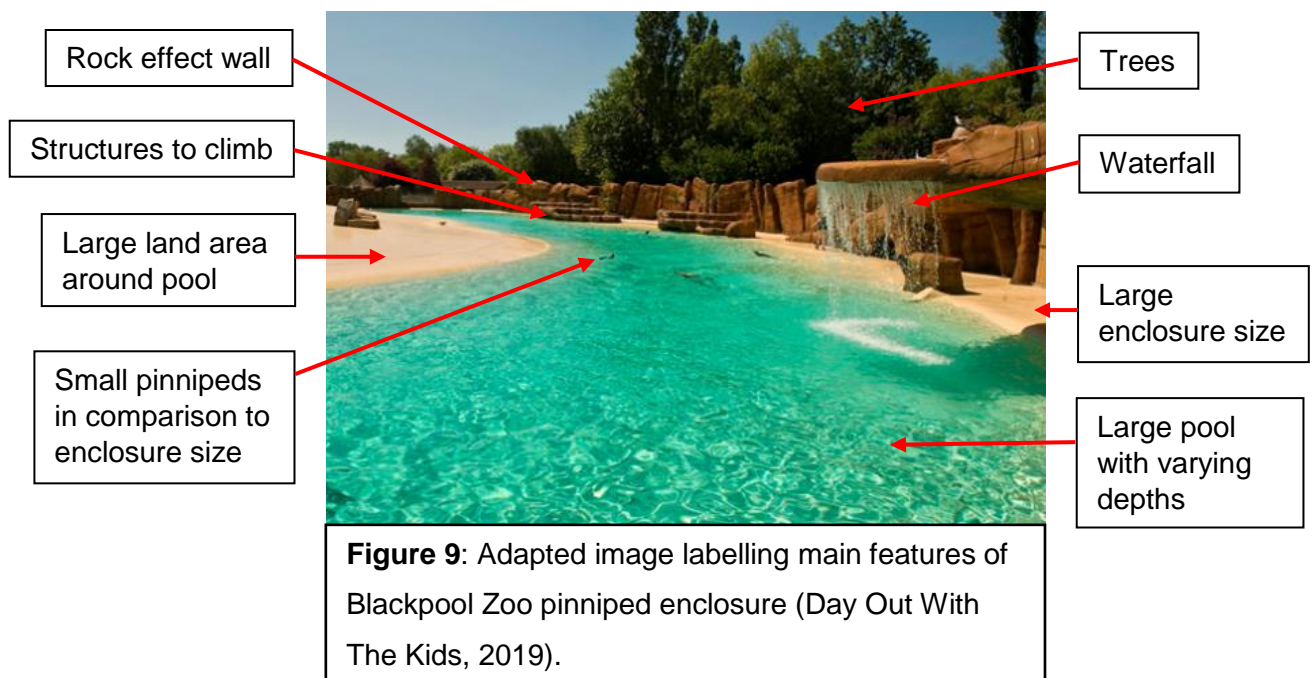 Rock effect wall
Structures to climb
Large land area
around pool
Small pinnipeds
in comparison to
enclosure size
Trees
Waterfall
Large
enclosure size
Large pool
with varying
depths
Figure 9: Adapted image labelling main features of
Blackpool Zoo pinniped enclosure (Day Out With
The Kids, 2019).